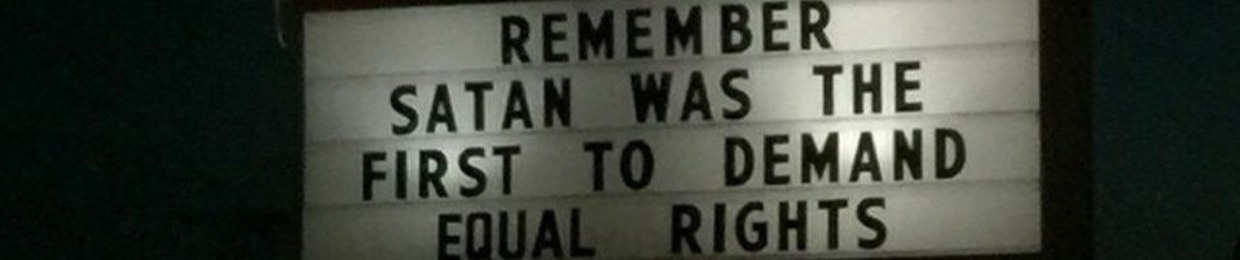 REMEMBER
SATAN WAS THE
FIRST TO DEMAND
EQUAL RIGHTS